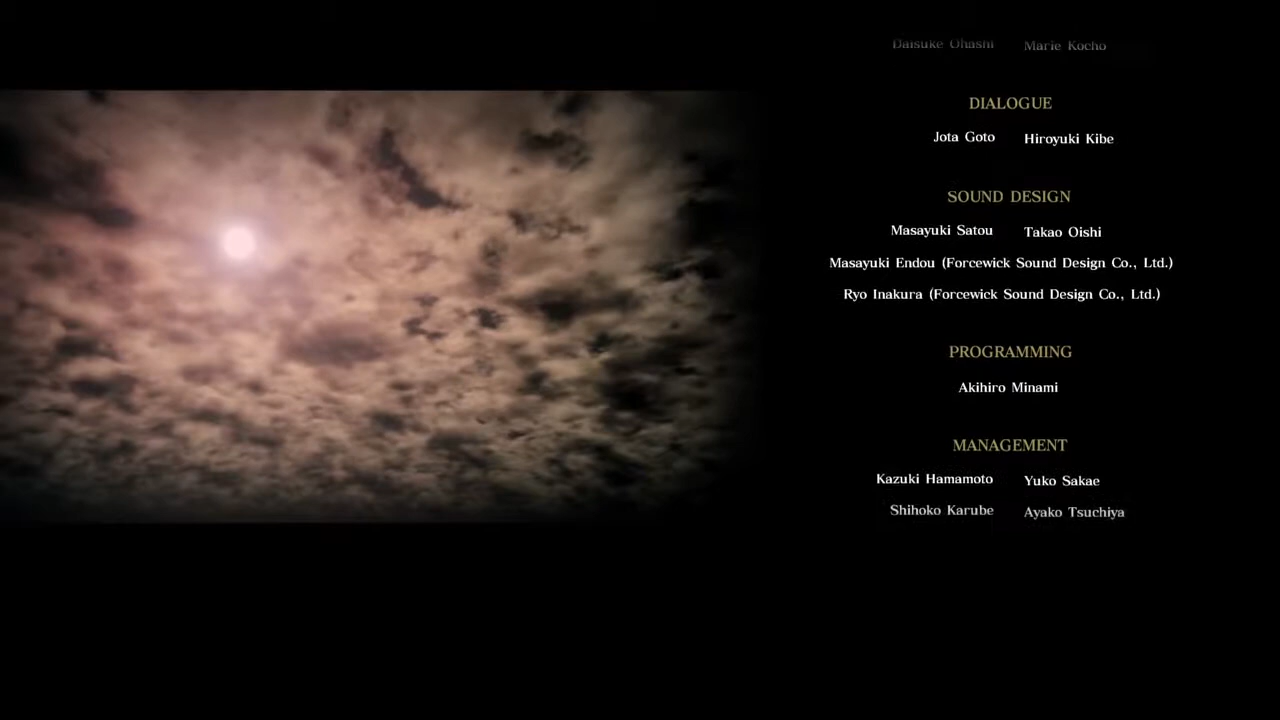 Daisuke Ohashi Marie Kocho
DIALOGUE
Jota Goto Hiroyuki Kibe
SOUND DESIGN
Masayuki Satou Takao Oishi
Masayuki Endou (Forcewick Sound Design Co., Ltd.)
Ryo Inakura (Forcewick Sound Design Co., Ltd.)
PROGRAMMING
Akihiro Minami
MANAGEMENT
Kazuki Hamamoto Yuko Sakae
Shihoko Karube Ayako Tsuchiya